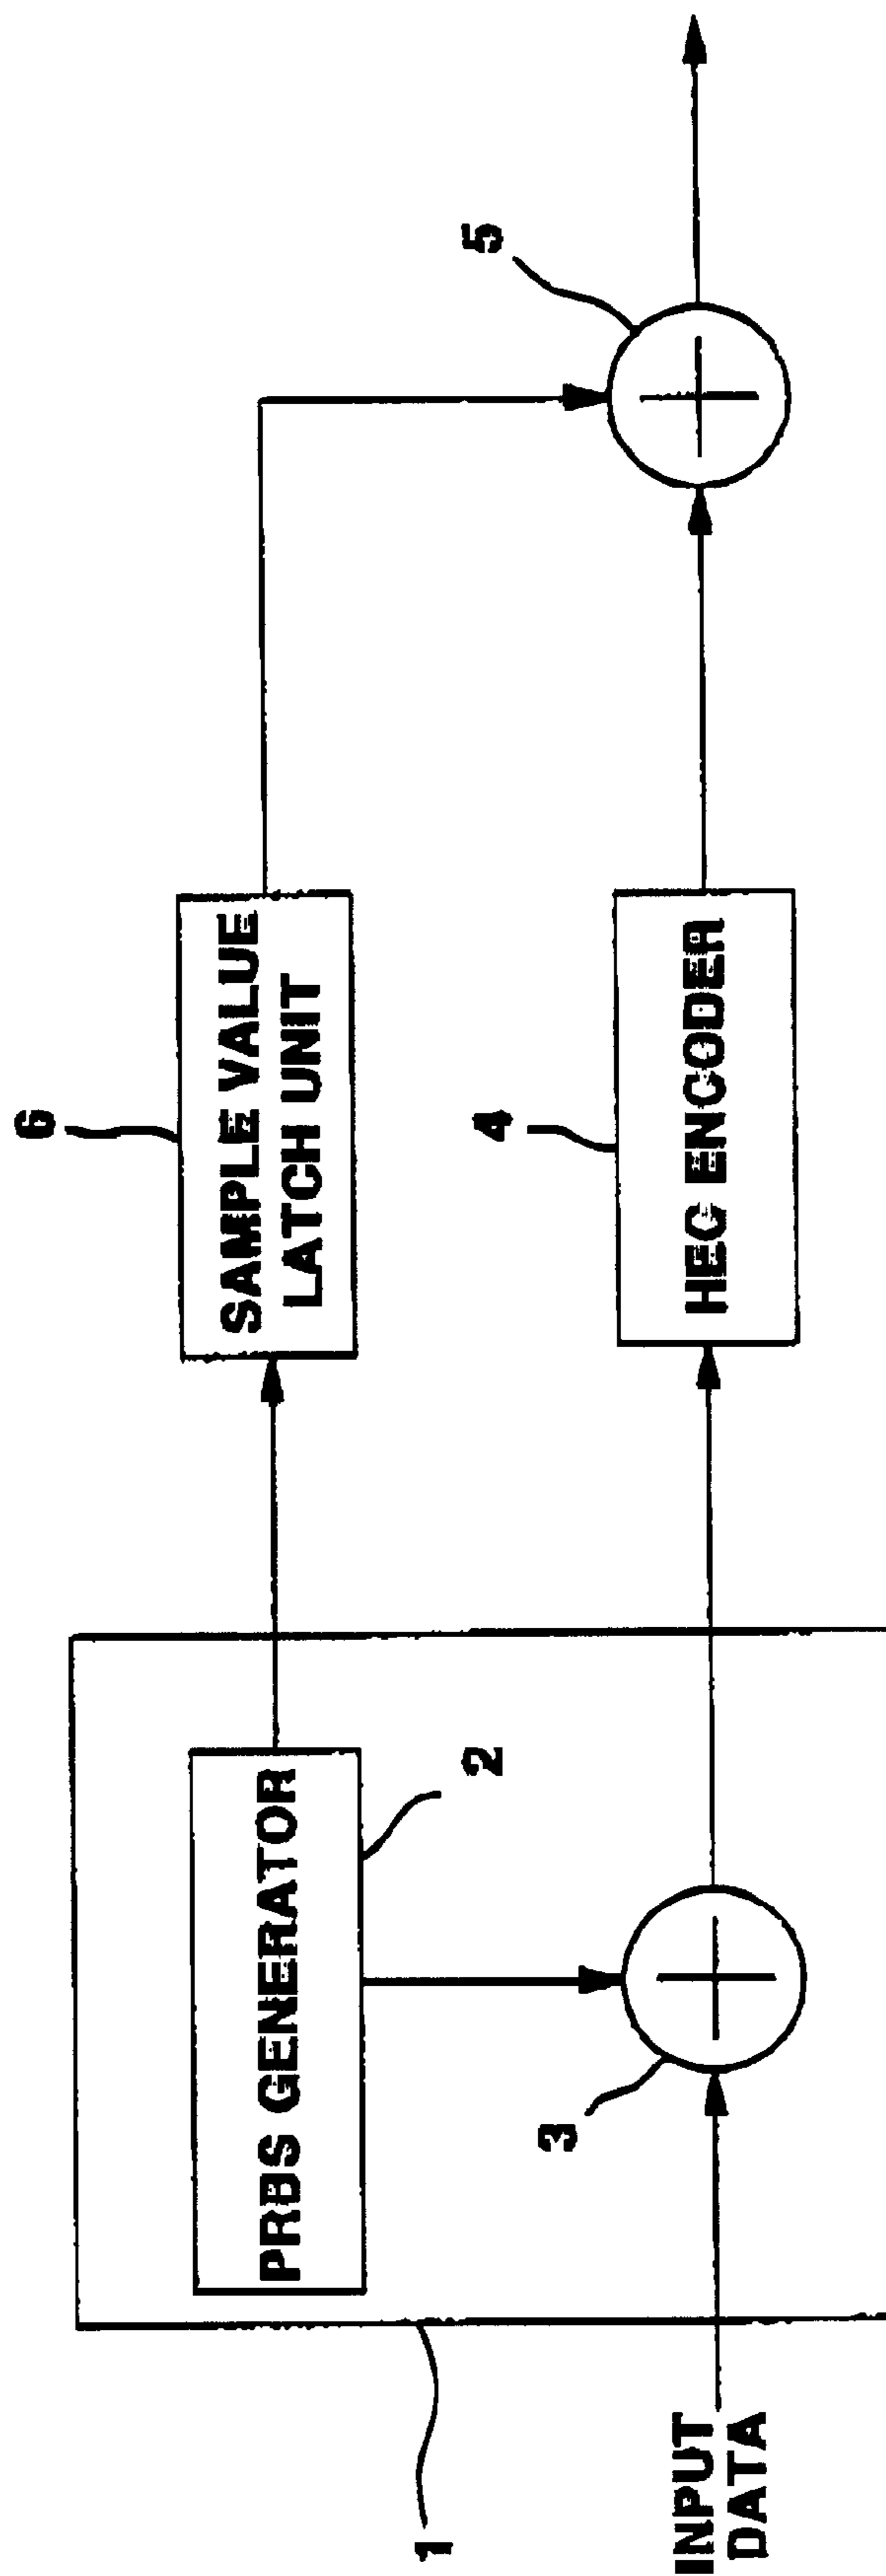 6
SAMPLE VALUE
LATCH UNIT
5
PRBS GENERATOR
2
4
HEC ENCODER
3
1
INPUT
DATA